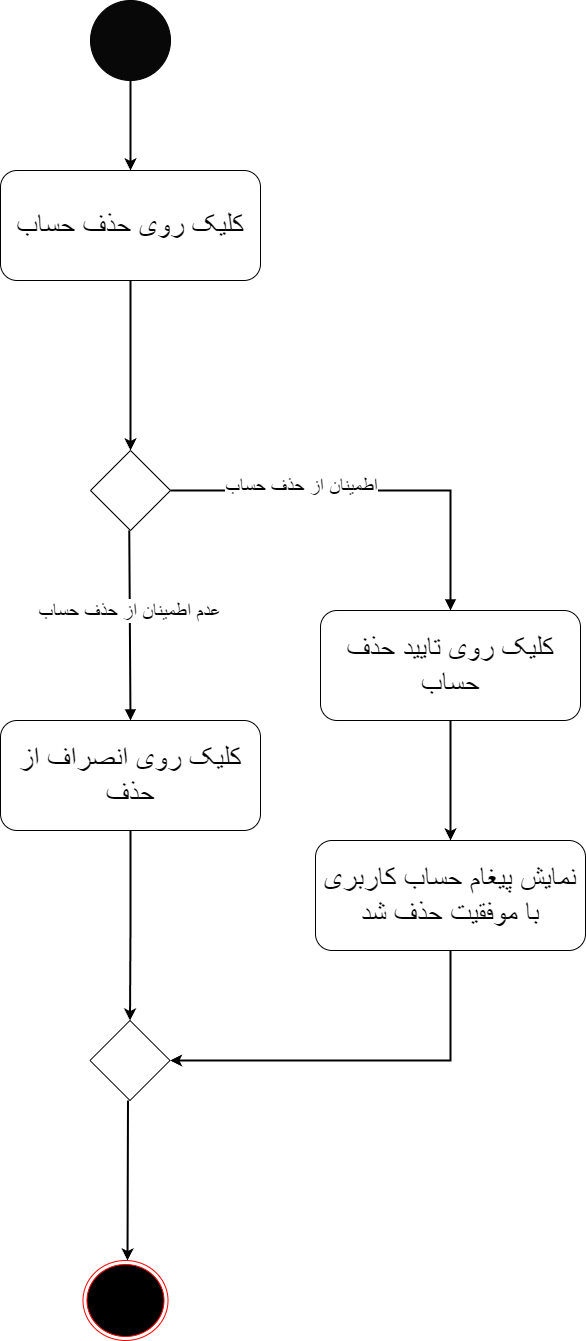 کلیک روی حذف حساب
اطمینان از حذف حساب
عدم اطمینان از حذف حساب
کلیک روی تایید حذف
حساب
کلیک روی انصراف از
حذف
نمایش پیغام حساب کاربری
با موفقیت حذف شد